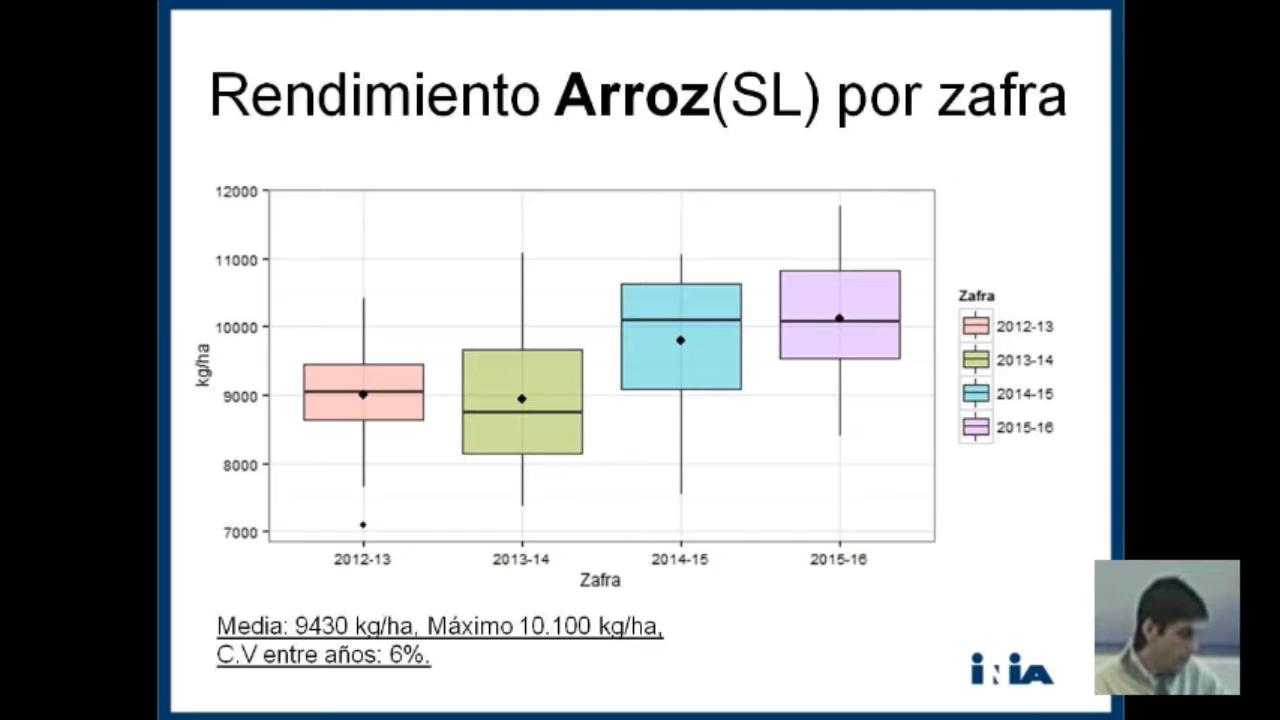 Rendimiento Arroz(SL) por zafra
12000
11000
10000
9000
8000
7000
kg/ha
2012-13
2013-14
2014-15
2015-16
Zafra
Zafra
2012-13
2013-14
2014-15
2015-16
Media: 9430 kg/ha, Máximo 10.100 kg/ha,
C.V entre años: 6%.
iNiA